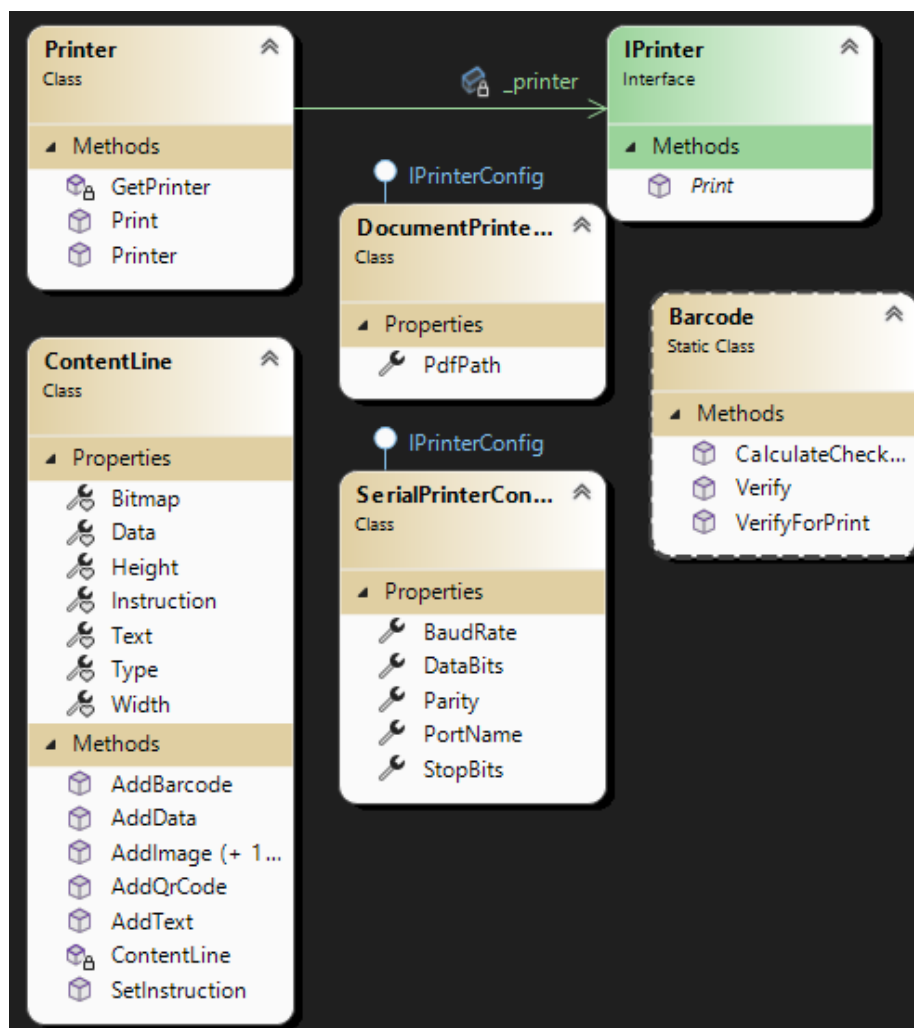 Printer
Class
Methods
GetPrinter
Print
Printer
_printer
IPrinter
Interface
Methods
Print
IPrinterConfig
DocumentPrinte...
Class
Properties
PdfPath
Barcode
Static Class
Methods
CalculateCheck...
Verify
VerifyForPrint
ContentLine
Class
Properties
Bitmap
Data
Height
Instruction
Text
Type
Width
Methods
AddBarcode
AddData
AddImage (+ 1...
AddQrCode
AddText
ContentLine
SetInstruction
IPrinterConfig
SerialPrinterCon...
Class
Properties
BaudRate
DataBits
Parity
PortName
StopBits